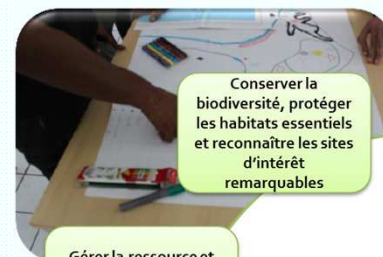 Conserver la
biodiversité, protéger
les habitats essentiels
et reconnaître les sites
d'intérêt
remarquables
Gérer la ressource et